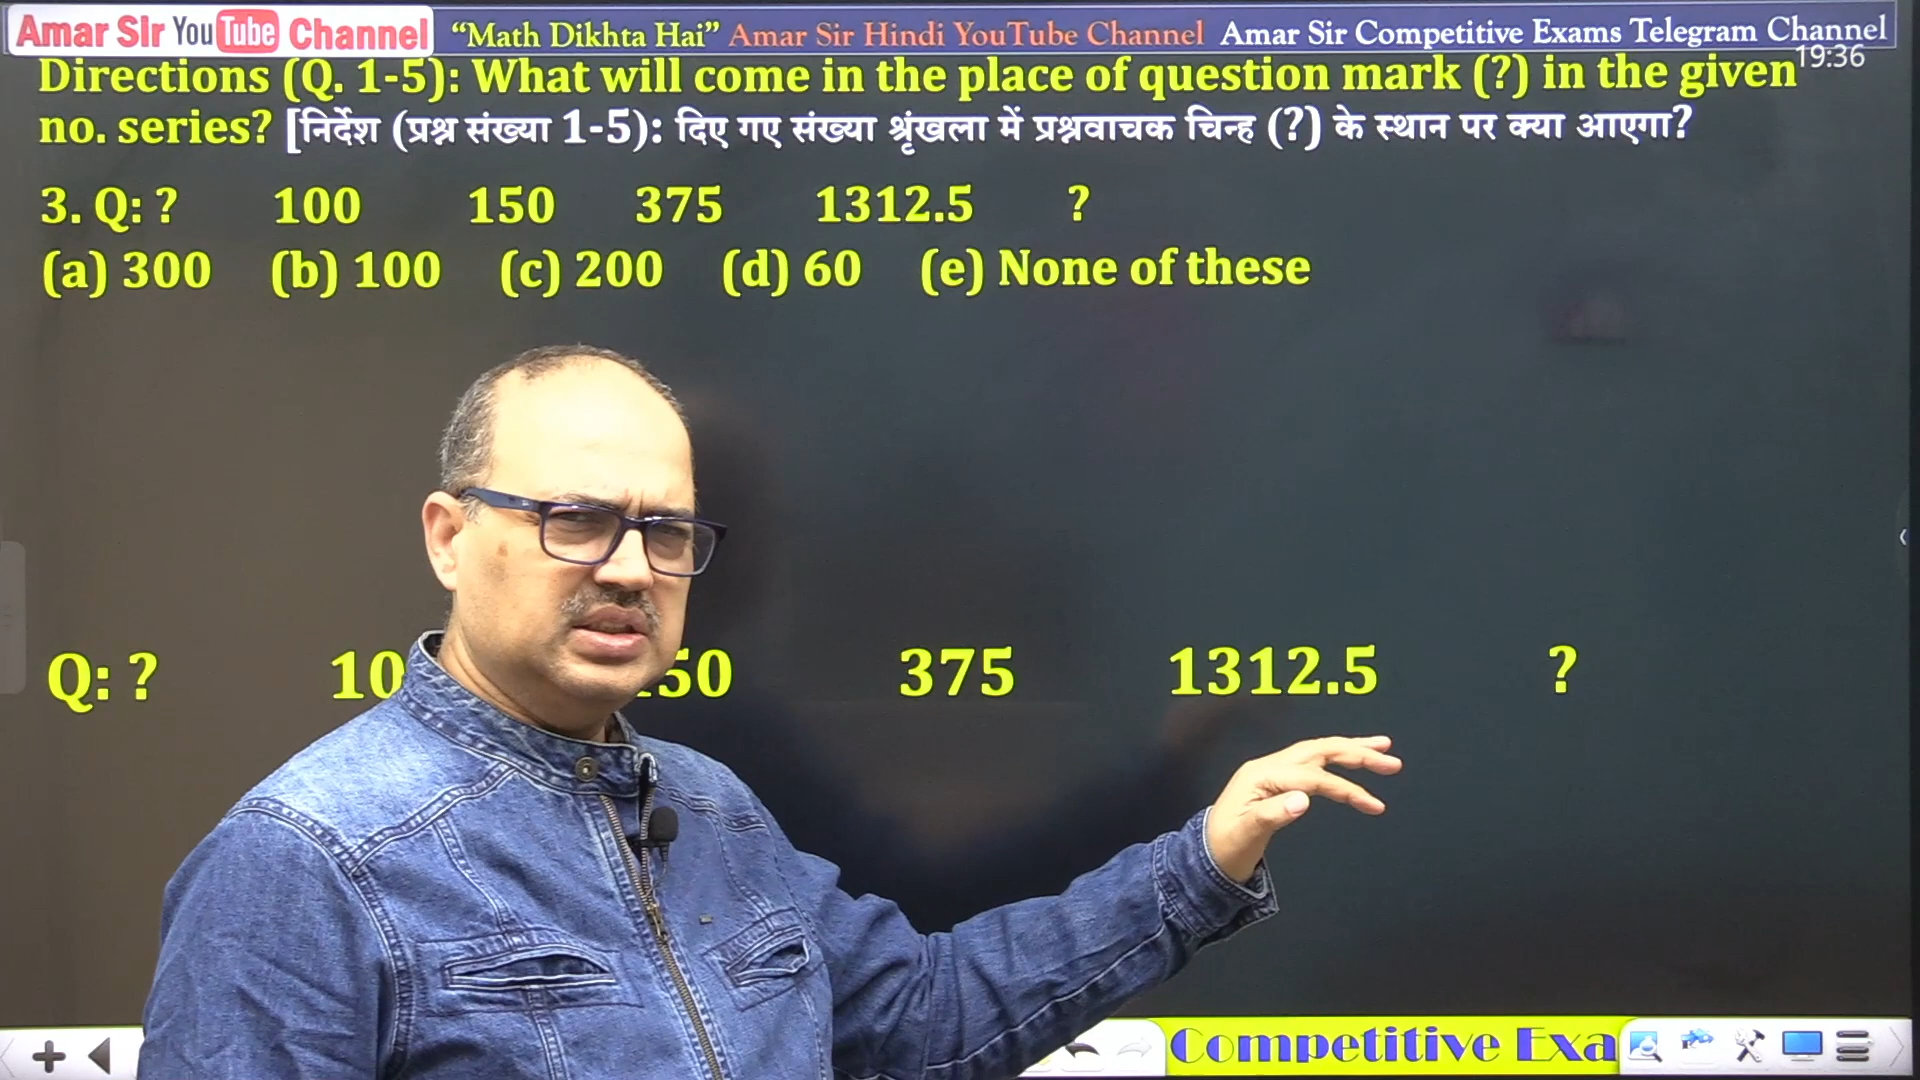 Amar Sir YouTube Channel "Math Dikhta Hai" Amar Sir Hindi YouTube Channel Amar Sir Competitive Exams Telegram Channel
19:36
Directions (Q. 1-5): What will come in the place of question mark (?) in the given
no. series? [निर्देश (प्रश्न संख्या 1-5): दिए गए संख्या श्रृंखला में प्रश्नवाचक चिन्ह (?) के स्थान पर क्या आएगा?
3. Q: ? 100 150 375 1312.5 ?
(a) 300 (b) 100 (c) 200 (d) 60 (e) None of these
Q: ? 10 50 375 1312.5 ?
Competitive Exa